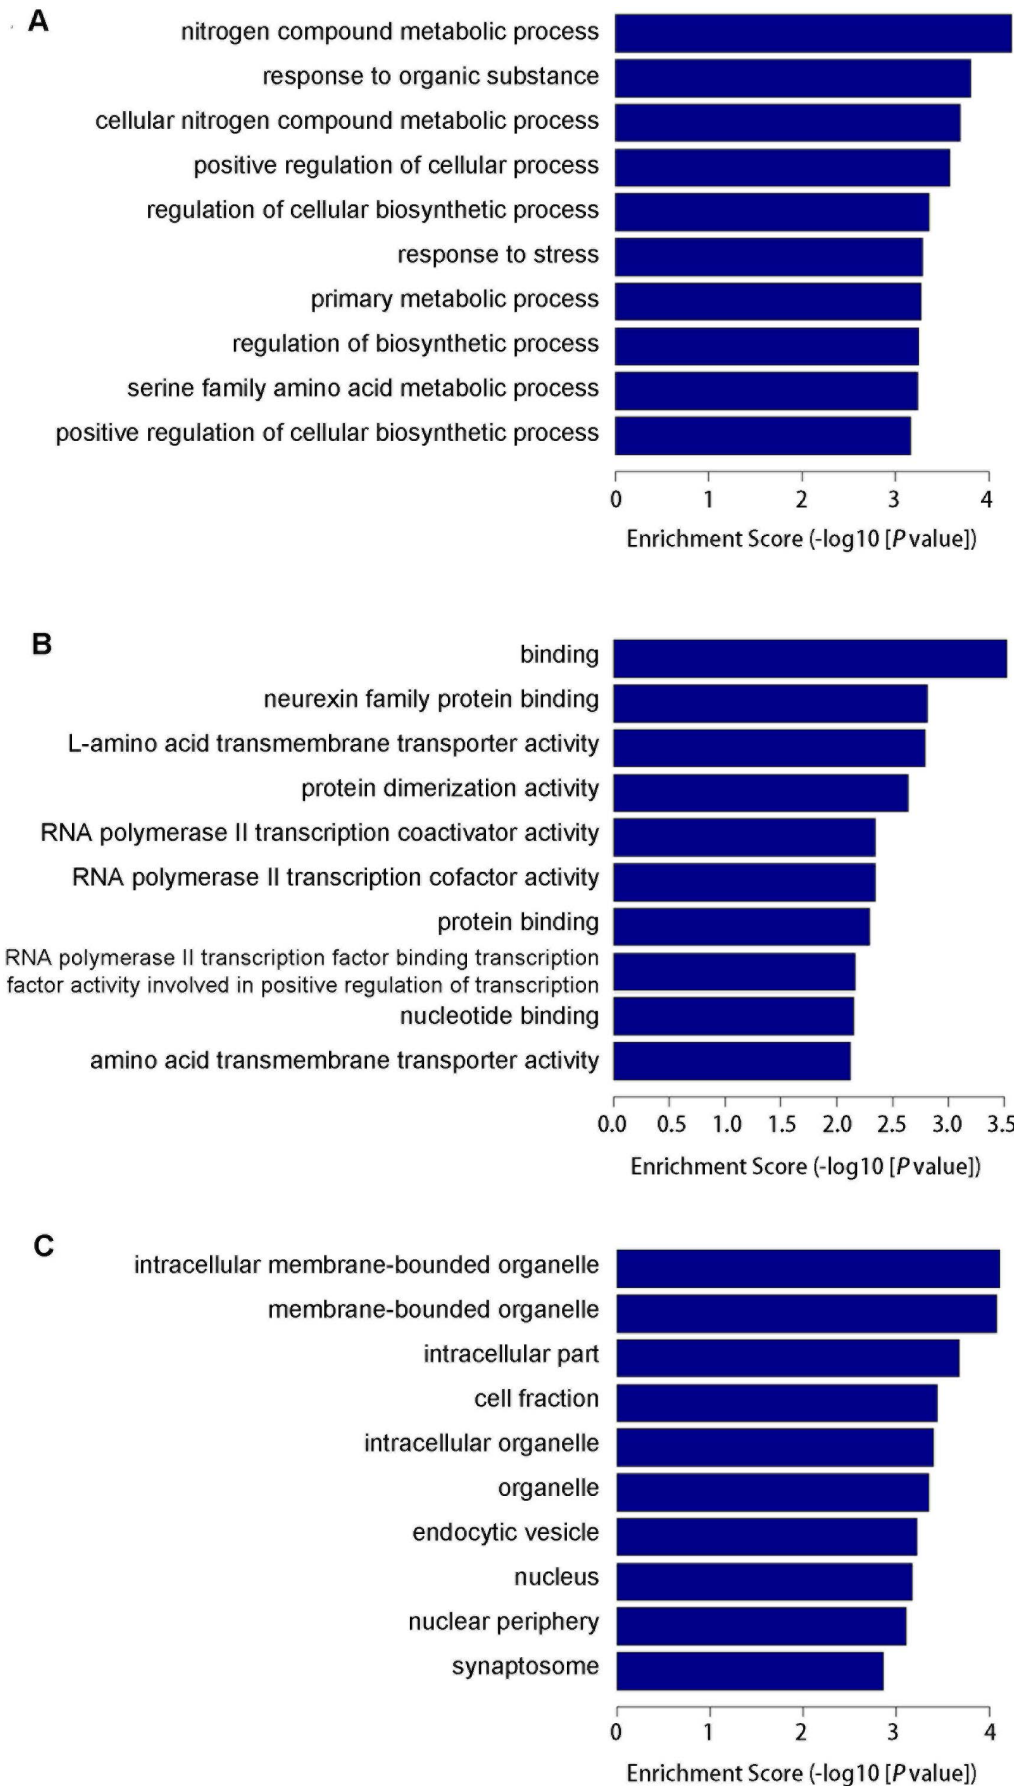 A
nitrogen compound metabolic process
response to organic substance
cellular nitrogen compound metabolic process
positive regulation of cellular process
regulation of cellular biosynthetic process
response to stress
primary metabolic process
regulation of biosynthetic process
serine family amino acid metabolic process
positive regulation of cellular biosynthetic process
0 1 2 3 4
Enrichment Score (-log10 [P value])
B
binding
neurexin family protein binding
L-amino acid transmembrane transporter activity
protein dimerization activity
RNA polymerase II transcription coactivator activity
RNA polymerase II transcription cofactor activity
protein binding
RNA polymerase II transcription factor binding transcription
factor activity involved in positive regulation of transcription
nucleotide binding
amino acid transmembrane transporter activity
0.0 0.5 1.0 1.5 2.0 2.5 3.0 3.5
Enrichment Score (-log10 [P value])
C
intracellular membrane-bounded organelle
membrane-bounded organelle
intracellular part
cell fraction
intracellular organelle
organelle
endocytic vesicle
nucleus
nuclear periphery
synaptosome
0 1 2 3 4
Enrichment Score (-log10 [P value])